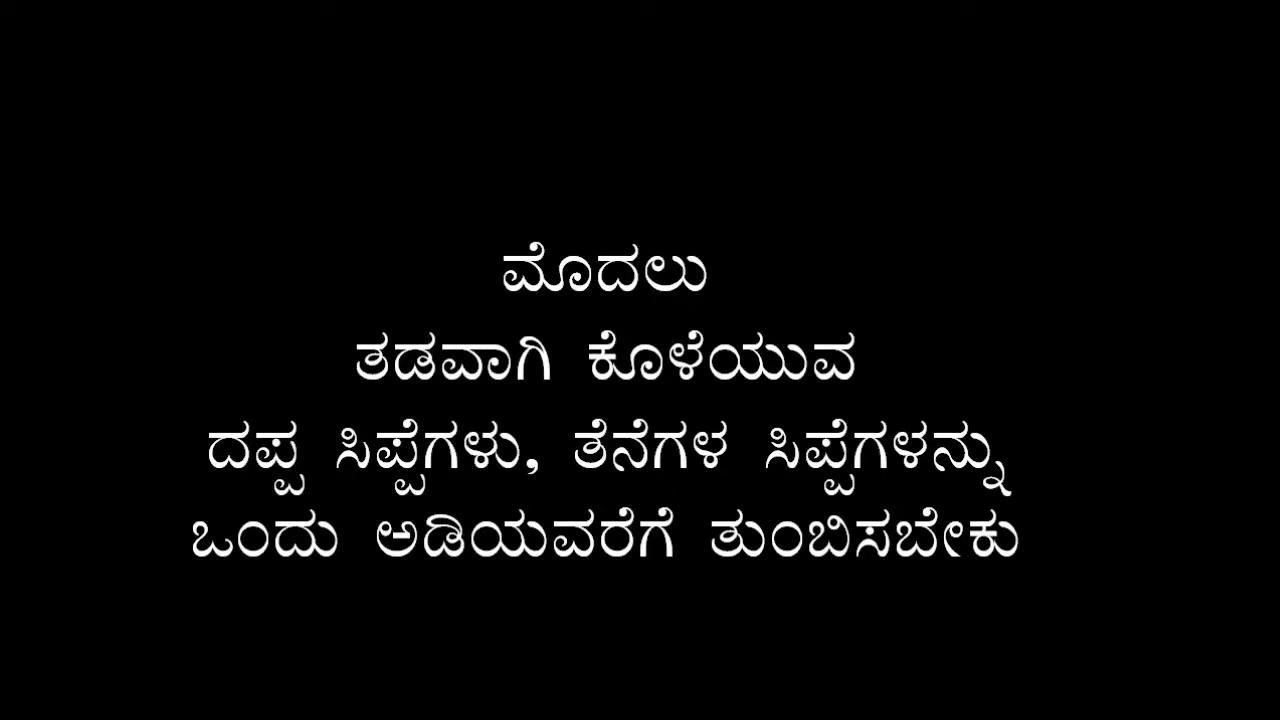 ಮೊದಲು
ತಡವಾಗಿ ಕೊಳೆಯುವ
ದಪ್ಪ ಸಿಪ್ಪೆಗಳು, ತೆನೆಗಳ ಸಿಪ್ಪೆಗಳನ್ನು
ಒಂದು ಅಡಿಯವರೆಗೆ ತುಂಬಿಸಬೇಕು